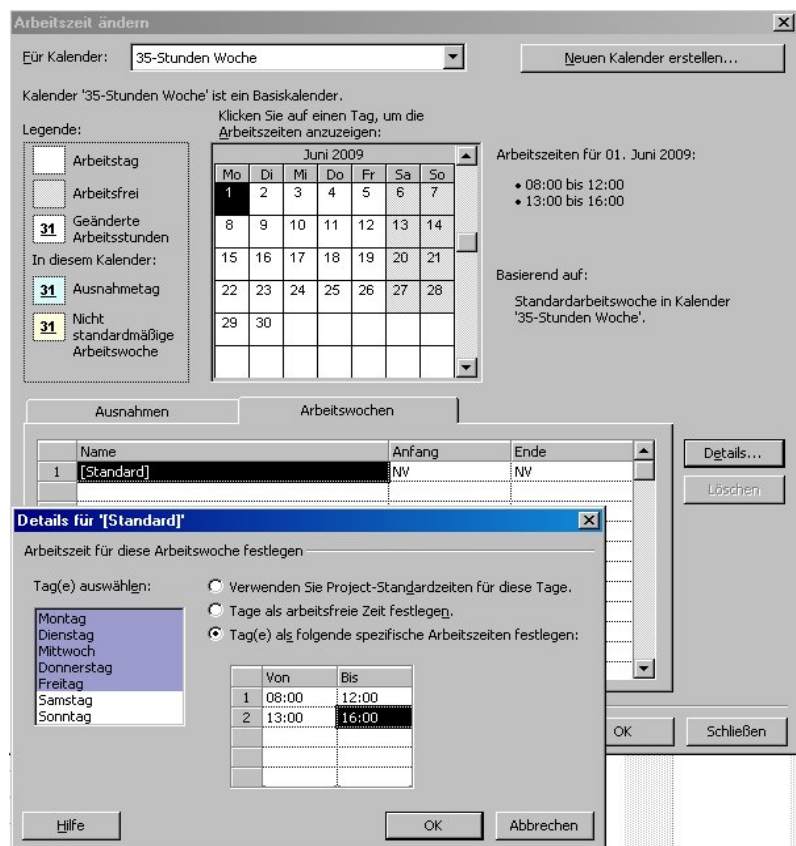 Arbeitszeit ändern
Für Kalender: 35-Stunden Woche
Neuen Kalender erstellen...
Kalender '35-Stunden Woche' ist ein Basiskalender.
Legende:
Arbeitstag
Arbeitsfrei
31 Geänderte
Arbeitsstunden
In diesem Kalender:
31 Ausnahmetag
31 Nicht
standardmäßige
Arbeitswoche
Klicken Sie auf einen Tag, um die
Arbeitszeiten anzuzeigen:
Juni 2009
Mo Di Mi Do Fr Sa So
1 2 3 4 5 6 7
8 9 10 11 12 13 14
15 16 17 18 19 20 21
22 23 24 25 26 27 28
29 30
Arbeitszeiten für 01. Juni 2009:
• 08:00 bis 12:00
• 13:00 bis 16:00
Basierend auf:
Standardarbeitswoche in Kalender
'35-Stunden Woche'.
Ausnahmen Arbeitswochen
Name Anfang Ende
1 [Standard] NV NV
Details...
Löschen
OK Schließen
Details für '[Standard]'
Arbeitszeit für diese Arbeitswoche festlegen
Tag(e) auswählen:
Montag
Dienstag
Mittwoch
Donnerstag
Freitag
Samstag
Sonntag
Verwenden Sie Project-Standardzeiten für diese Tage.
Tage als arbeitsfreie Zeit festlegen.
Tag(e) als folgende spezifische Arbeitszeiten festlegen:
Von Bis
1 08:00 12:00
2 13:00 16:00
Hilfe OK Abbrechen